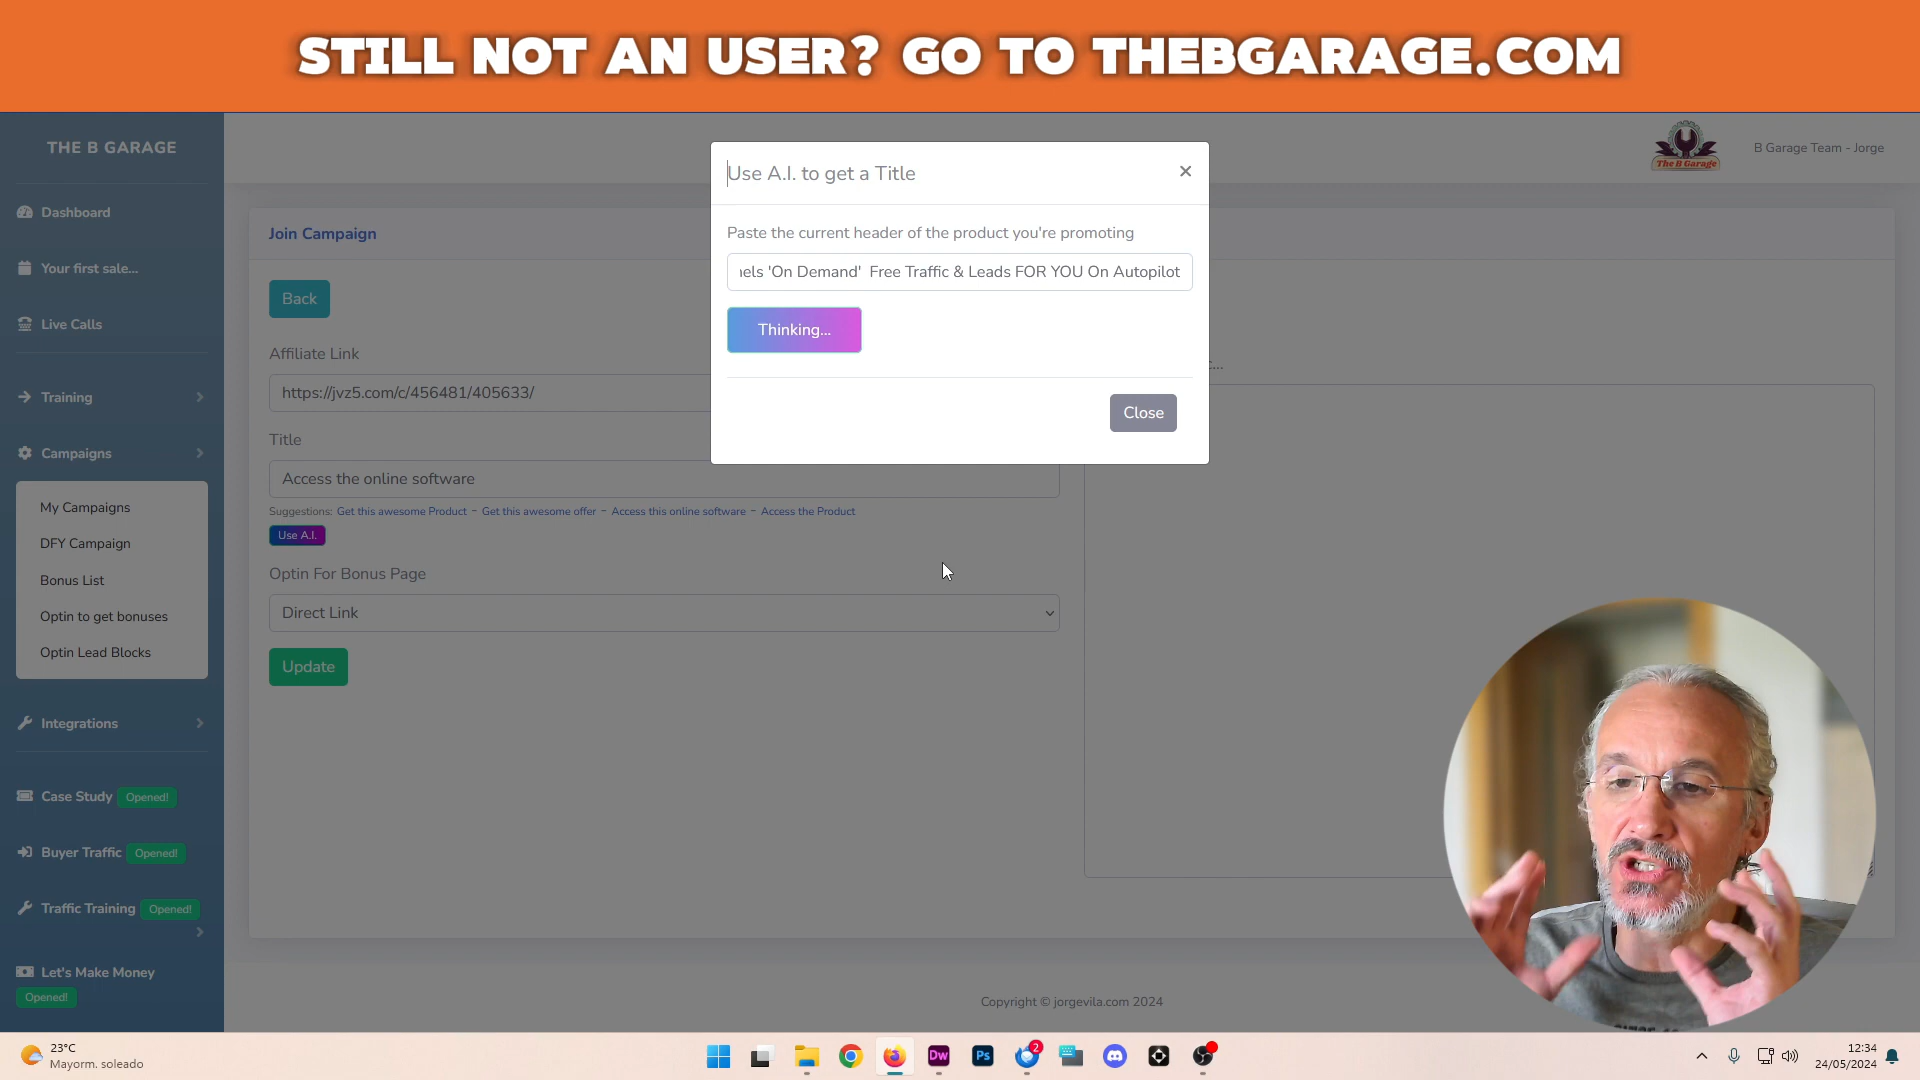 STILL NOT AN USER? GO TO THEBGARAGE.COM
THE B GARAGE
Dashboard
Your first sale...
Live Calls
Training
Campaigns
My Campaigns
DFY Campaign
Bonus List
Optin to get bonuses
Optin Lead Blocks
Integrations
Case Study Opened!
Buyer Traffic Opened!
Traffic Training Opened!
Let's Make Money
Opened!
The B Garage
B Garage Team - Jorge
Join Campaign
Back
Affiliate Link
https://jvz5.com/c/456481/405633/
Title
Access the online software
Suggestions: Get this awesome Product - Get this awesome offer - Access this online software - Access the Product
Use A.I.
Optin For Bonus Page
Direct Link
Update
Use A.I. to get a Title
×
Paste the current header of the product you're promoting
'On Demand' Free Traffic & Leads FOR YOU On Autopilot
Thinking...
Close
Copyright © jorgevila.com 2024
23°C
Mayorm. soleado
Dw
Ps
2
12:34
24/05/2024